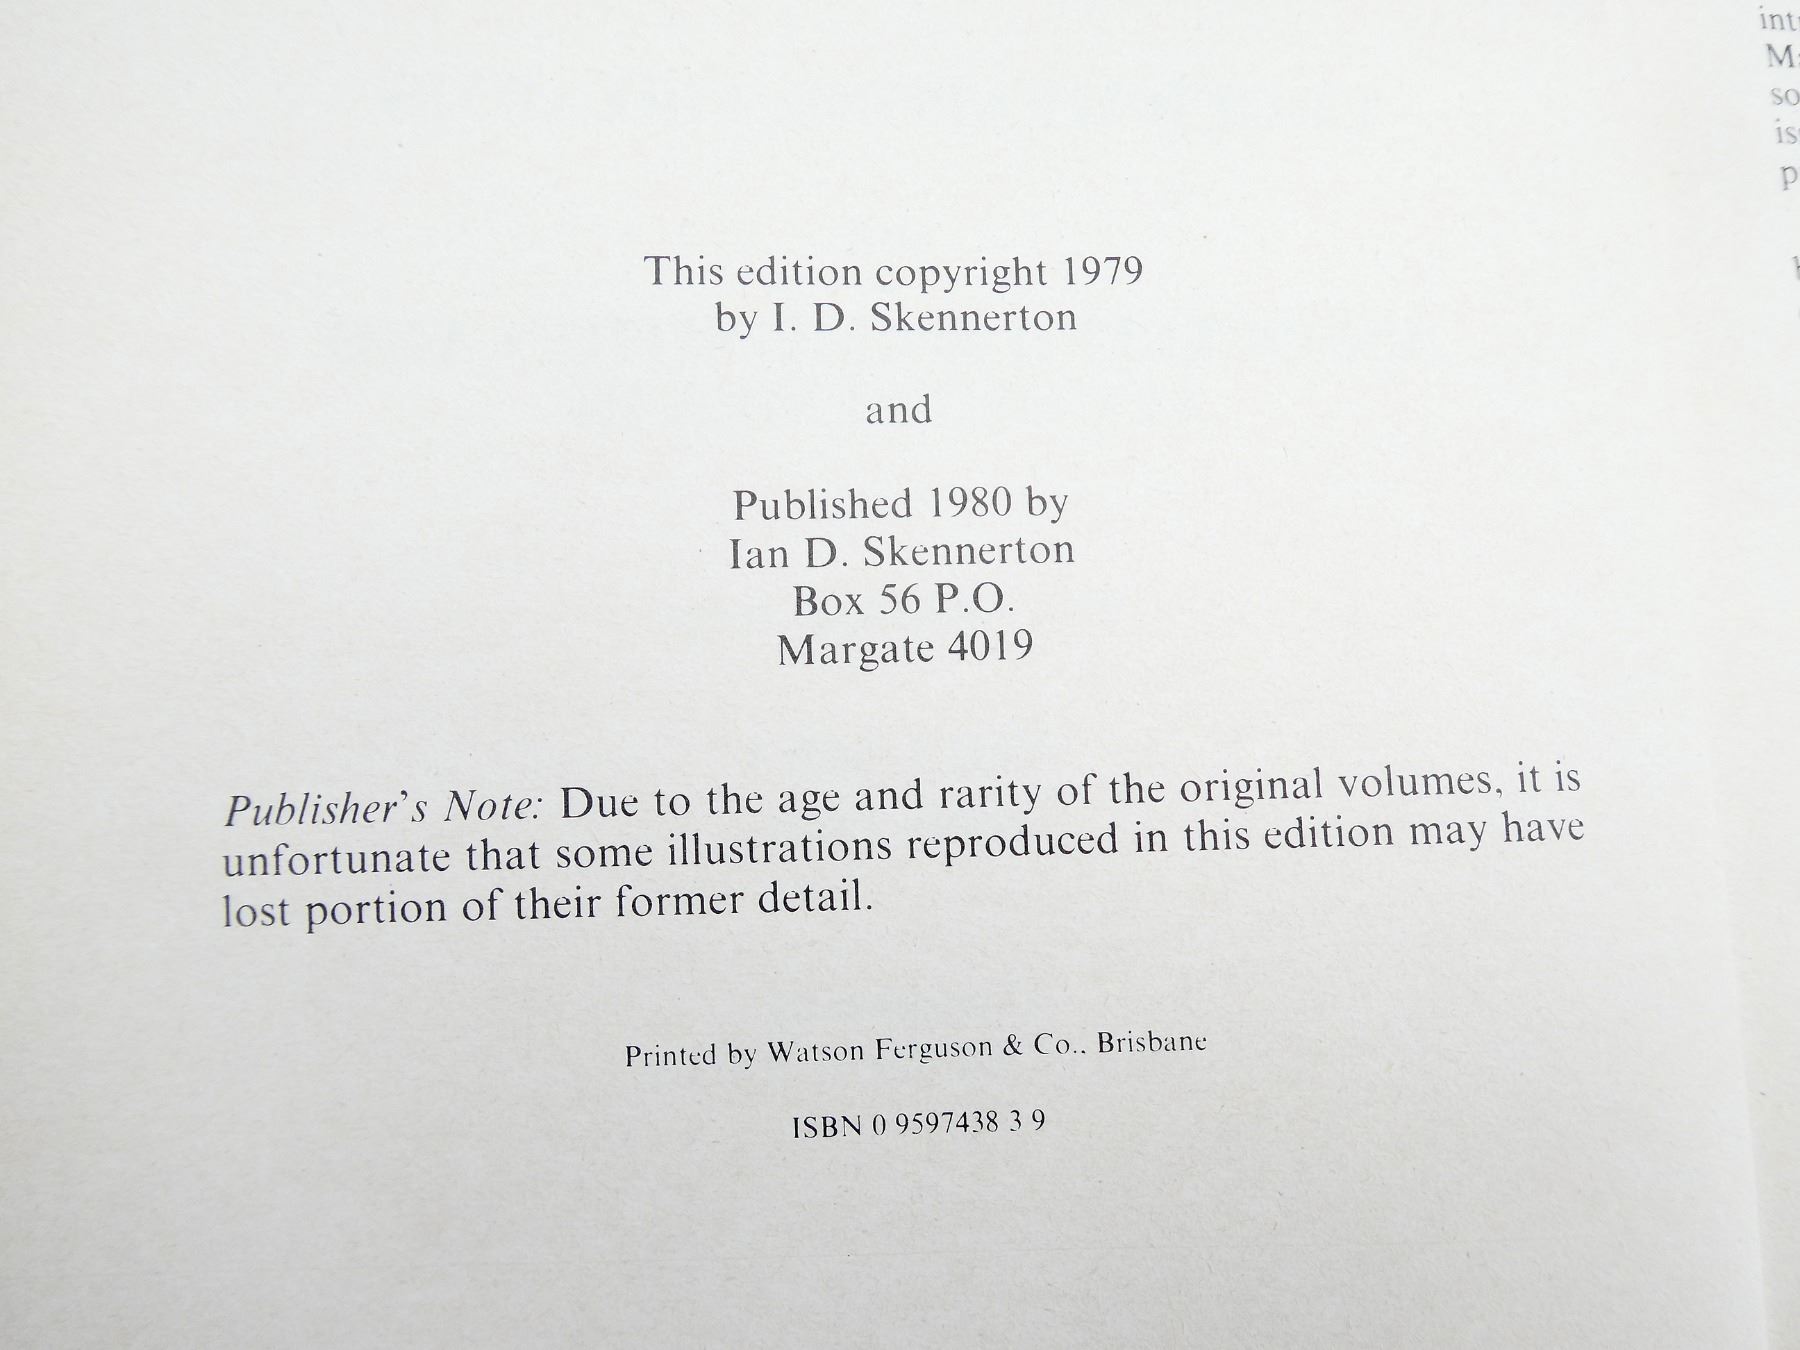 This edition copyright 1979
by I. D. Skennerton
and
Published 1980 by
Ian D. Skennerton
Box 56 P.O.
Margate 4019
Publisher's Note: Due to the age and rarity of the original volumes, it is
unfortunate that some illustrations reproduced in this edition may have
lost portion of their former detail.
Printed by Watson Ferguson & Co.. Brisbane
ISBN 0 9597438 3 9